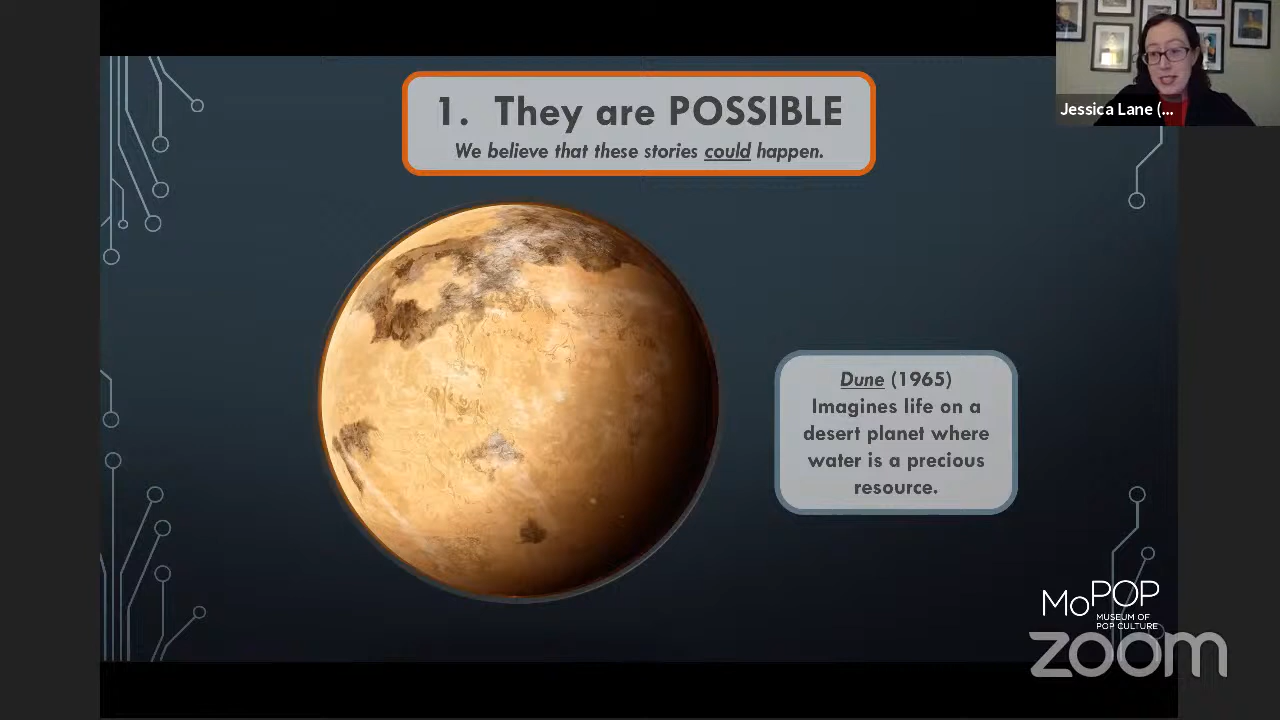 1. They are POSSIBLE
We believe that these stories could happen.
Jessica Lane (...
Dune (1965)
Imagines life on a
desert planet where
water is a precious
resource.
MoPOP
MUSEUM OF
POP CULTURE
zoom